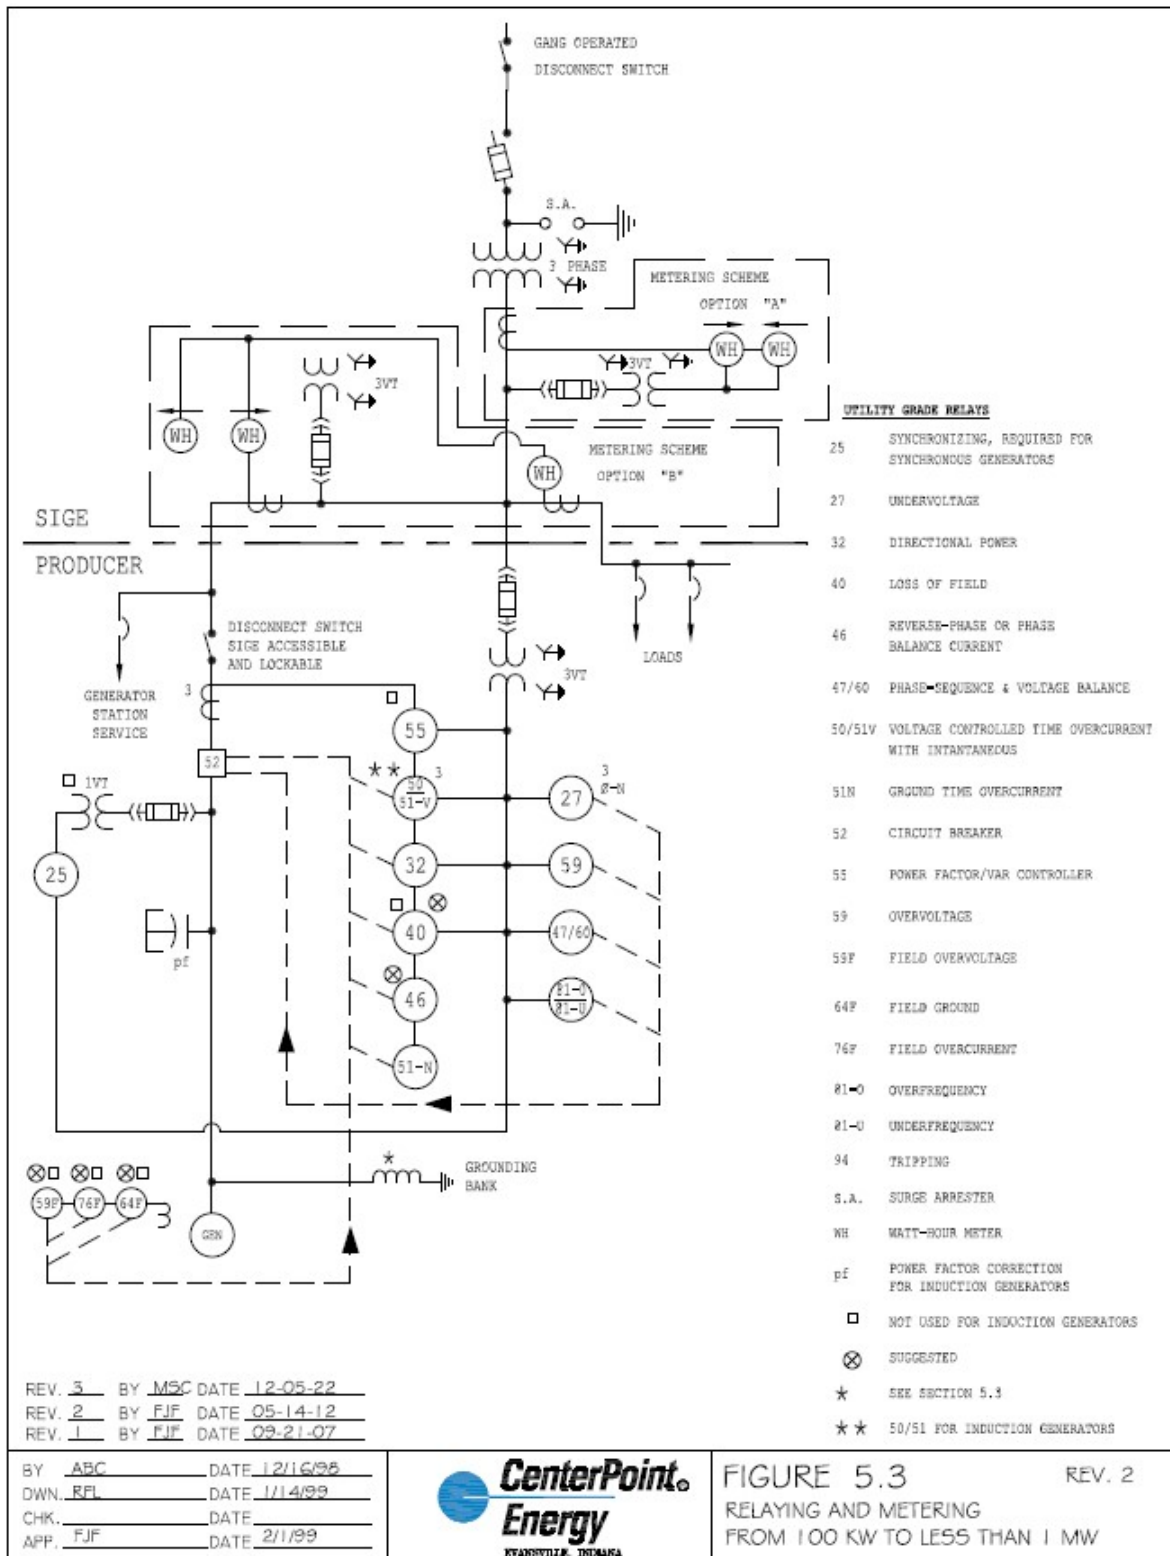 GANG OPERATED
DISCONNECT SWITCH
S.A.
3 PHASE
METERING SCHEME
OPTION "A"
WH
WH
3VT
3VT
WH
WH
METERING SCHEME
OPTION "B"
WH
SIGE
PRODUCER
DISCONNECT SWITCH
SIGE ACCESSIBLE
AND LOCKABLE
LOADS
GENERATOR
STATION
SERVICE
3
3VT
55
52
1VT
**
50
51-V
3
27
3
Ø-N
25
32
59
40
47/60
pf
46
81-O
81-U
51-N
*
GROUNDING
BANK
59F
76F
64F
GEN
UTILITY GRADE RELAYS
25 SYNCHRONIZING, REQUIRED FOR
SYNCHRONOUS GENERATORS
27 UNDERVOLTAGE
32 DIRECTIONAL POWER
40 LOSS OF FIELD
46 REVERSE-PHASE OR PHASE
BALANCE CURRENT
47/60 PHASE-SEQUENCE & VOLTAGE BALANCE
50/51V VOLTAGE CONTROLLED TIME OVERCURRENT
WITH INTANTANEOUS
51N GROUND TIME OVERCURRENT
52 CIRCUIT BREAKER
55 POWER FACTOR/VAR CONTROLLER
59 OVERVOLTAGE
59F FIELD OVERVOLTAGE
64F FIELD GROUND
76F FIELD OVERCURRENT
81-O OVERFREQUENCY
81-U UNDERFREQUENCY
94 TRIPPING
S.A. SURGE ARRESTER
WH WATT-HOUR METER
pf POWER FACTOR CORRECTION
FOR INDUCTION GENERATORS
NOT USED FOR INDUCTION GENERATORS
SUGGESTED
* SEE SECTION 5.3
** 50/51 FOR INDUCTION GENERATORS
REV. 3 BY MSC DATE 12-05-22
REV. 2 BY FJF DATE 05-14-12
REV. 1 BY FJF DATE 09-21-07
BY ABC DATE 12/16/98
DWN. RFL DATE 1/14/99
CHK. DATE
APP. FJF DATE 2/1/99
CenterPoint®
Energy
EVANSVILLE, INDIANA
FIGURE 5.3 REV. 2
RELAYING AND METERING
FROM 100 KW TO LESS THAN 1 MW